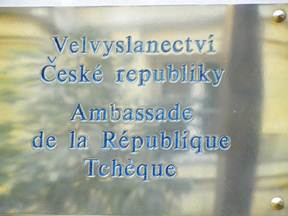 Velvyslanectví
České republiky
Ambassade
de la République
Tchèque